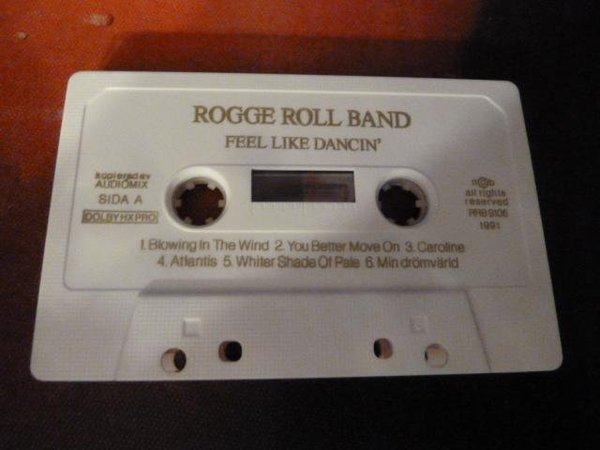 ROGGE ROLL BAND
FEEL LIKE DANCIN'
kopierad av
AUDIOMIX
SIDA A
DOLBY HX PRO
n©b
all rights
reserved
RRB 9106
1991
1. Blowing In The Wind 2. You Better Move On 3. Caroline
4. Atlantis 5. Whiter Shade Of Pale 6. Min drömvärld